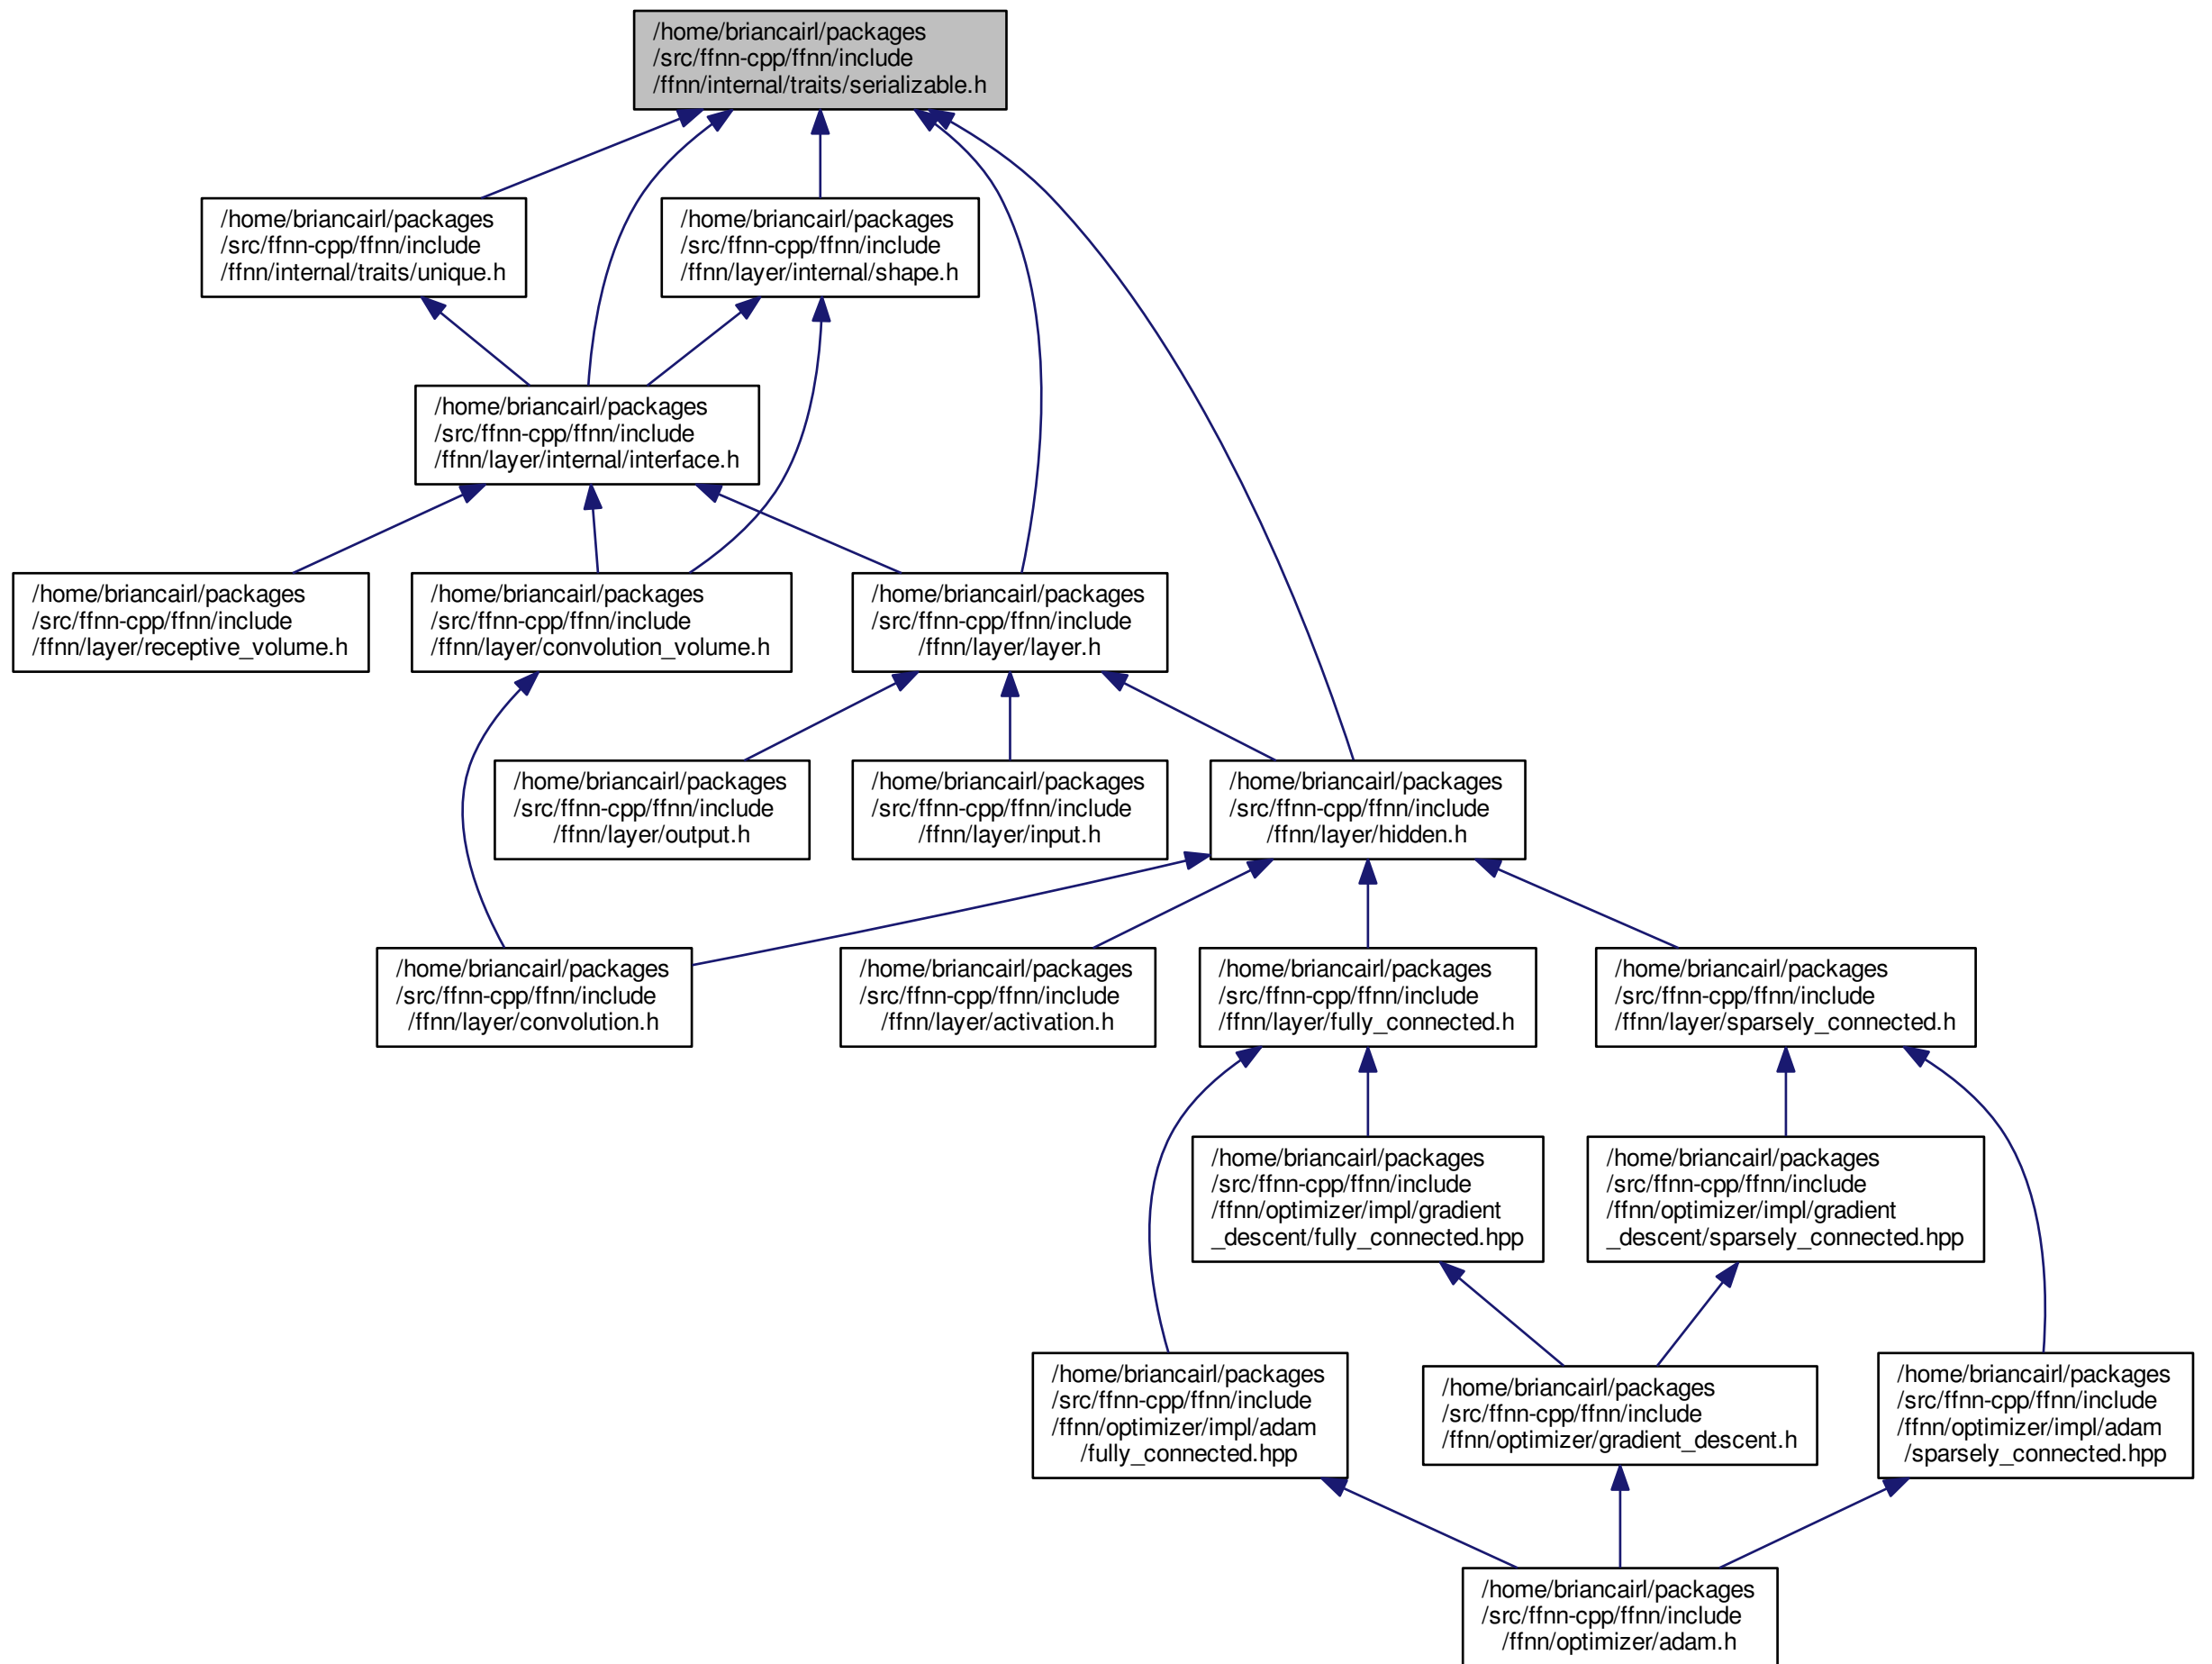 /home/briancairl/packages
/src/ffnn-cpp/ffnn/include
/ffnn/internal/traits/serializable.h
/home/briancairl/packages
/src/ffnn-cpp/ffnn/include
/ffnn/internal/traits/unique.h
/home/briancairl/packages
/src/ffnn-cpp/ffnn/include
/ffnn/layer/internal/shape.h
/home/briancairl/packages
/src/ffnn-cpp/ffnn/include
/ffnn/layer/internal/interface.h
/home/briancairl/packages
/src/ffnn-cpp/ffnn/include
/ffnn/layer/receptive_volume.h
/home/briancairl/packages
/src/ffnn-cpp/ffnn/include
/ffnn/layer/convolution_volume.h
/home/briancairl/packages
/src/ffnn-cpp/ffnn/include
/ffnn/layer/layer.h
/home/briancairl/packages
/src/ffnn-cpp/ffnn/include
/ffnn/layer/output.h
/home/briancairl/packages
/src/ffnn-cpp/ffnn/include
/ffnn/layer/input.h
/home/briancairl/packages
/src/ffnn-cpp/ffnn/include
/ffnn/layer/hidden.h
/home/briancairl/packages
/src/ffnn-cpp/ffnn/include
/ffnn/layer/convolution.h
/home/briancairl/packages
/src/ffnn-cpp/ffnn/include
/ffnn/layer/activation.h
/home/briancairl/packages
/src/ffnn-cpp/ffnn/include
/ffnn/layer/fully_connected.h
/home/briancairl/packages
/src/ffnn-cpp/ffnn/include
/ffnn/layer/sparsely_connected.h
/home/briancairl/packages
/src/ffnn-cpp/ffnn/include
/ffnn/optimizer/impl/gradient
_descent/fully_connected.hpp
/home/briancairl/packages
/src/ffnn-cpp/ffnn/include
/ffnn/optimizer/impl/gradient
_descent/sparsely_connected.hpp
/home/briancairl/packages
/src/ffnn-cpp/ffnn/include
/ffnn/optimizer/impl/adam
/fully_connected.hpp
/home/briancairl/packages
/src/ffnn-cpp/ffnn/include
/ffnn/optimizer/gradient_descent.h
/home/briancairl/packages
/src/ffnn-cpp/ffnn/include
/ffnn/optimizer/impl/adam
/sparsely_connected.hpp
/home/briancairl/packages
/src/ffnn-cpp/ffnn/include
/ffnn/optimizer/adam.h